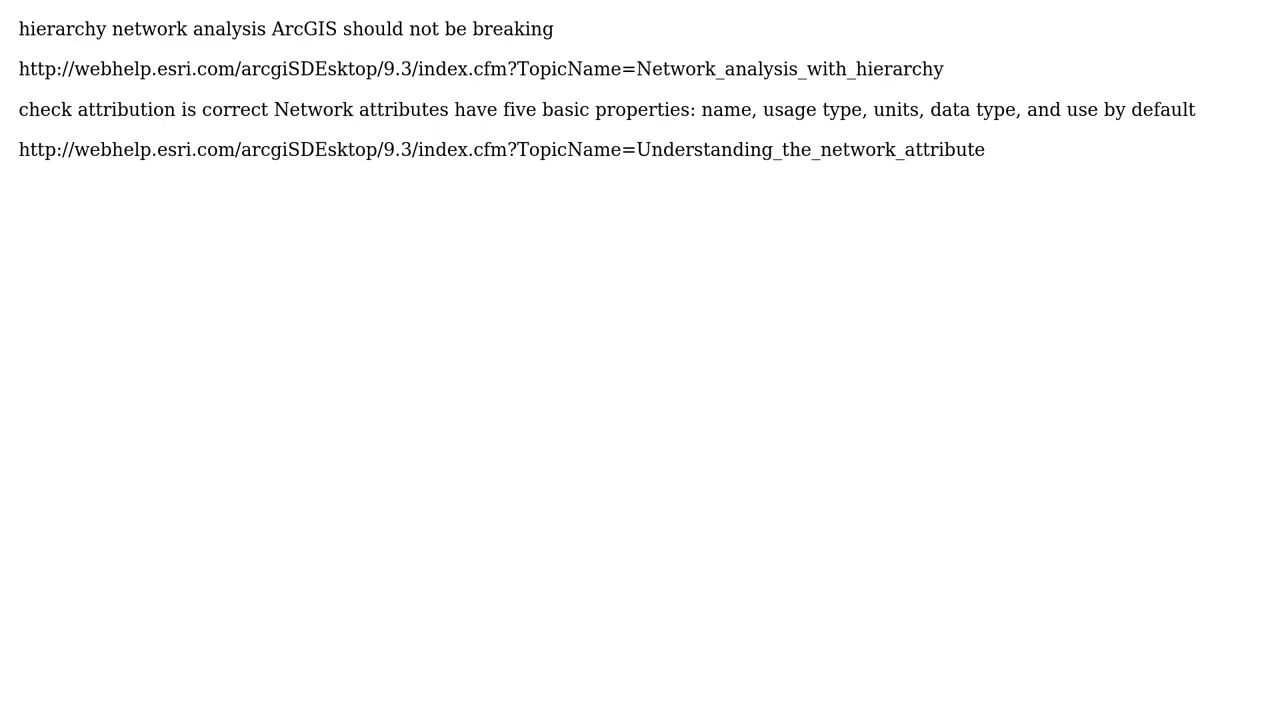 hierarchy network analysis ArcGIS should not be breaking
http://webhelp.esri.com/arcgiSDEsktop/9.3/index.cfm?TopicName=Network_analysis_with_hierarchy
check attribution is correct Network attributes have five basic properties: name, usage type, units, data type, and use by default
http://webhelp.esri.com/arcgiSDEsktop/9.3/index.cfm?TopicName=Understanding_the_network_attribute